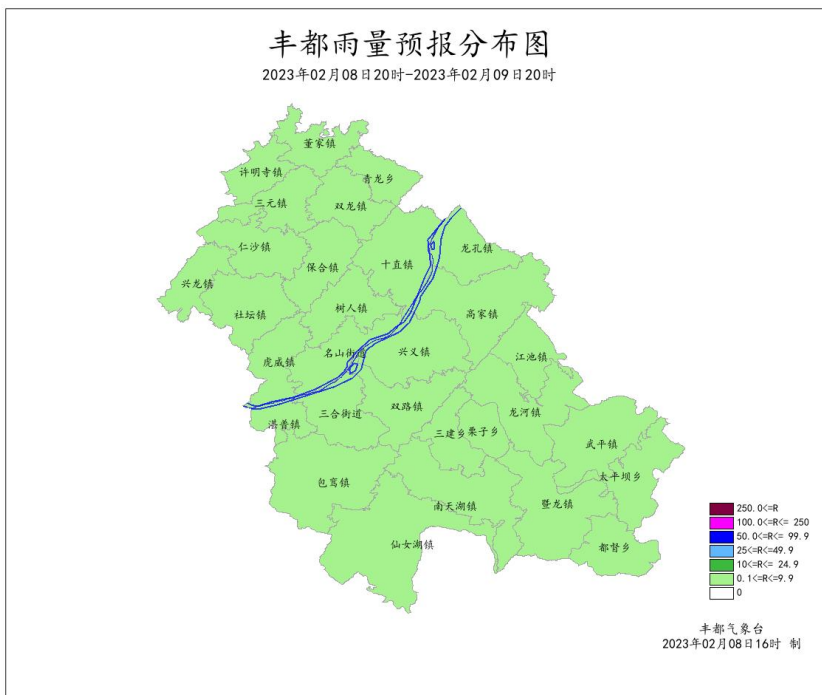 丰都雨量预报分布图
2023年02月08日20时-2023年02月09日20时
董家镇
许明寺镇
青龙乡
三元镇
双龙镇
仁沙镇
龙孔镇
保合镇
十直镇
兴龙镇
树人镇
社坛镇
高家镇
名山街道
兴义镇
虎威镇
江池镇
双路镇
三合街道
龙河镇
湛普镇
三建乡
栗子乡
武平镇
太平坝乡
包鸾镇
南天湖镇
暨龙镇
仙女湖镇
都督乡
250.0<=R
100.0<=R<= 250
50.0<=R<= 99.9
25<=R<=49.9
10<=R<= 24.9
0.1<=R<=9.9
0
丰都气象台
2023年02月08日16时 制